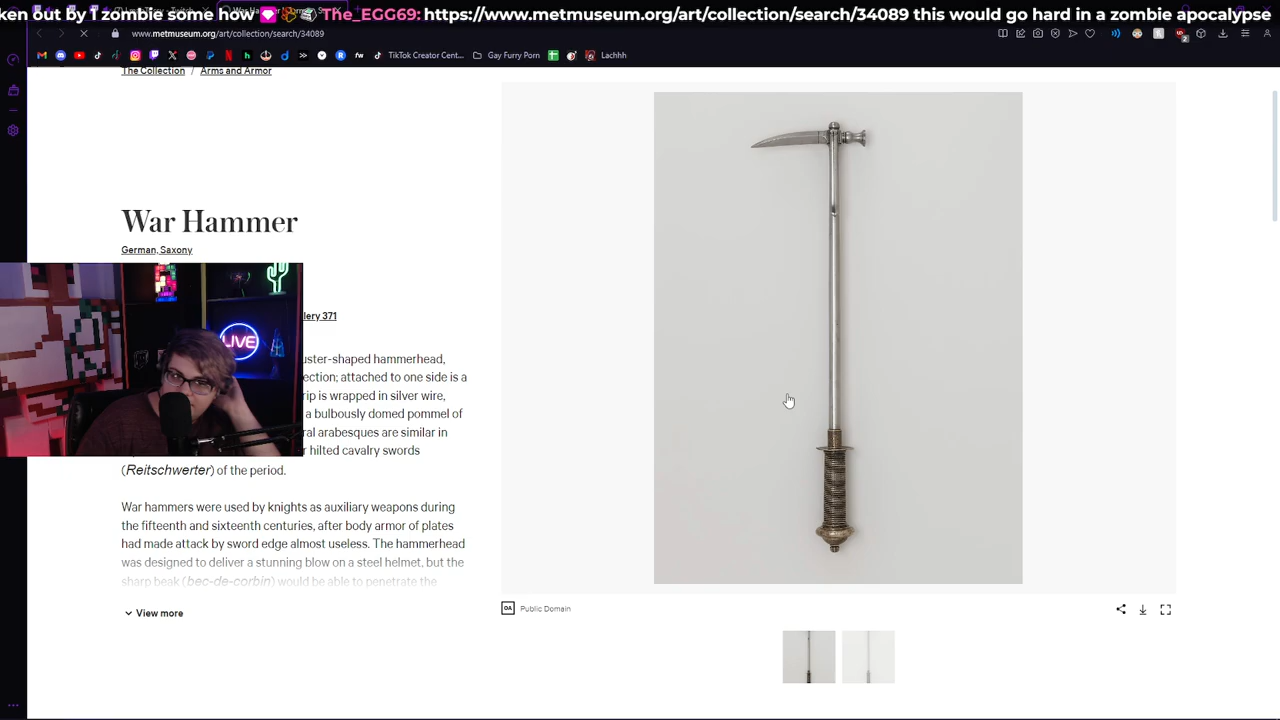 ken out by 1 zombie some how The_EGG69: https://www.metmuseum.org/art/collection/search/34089 this would go hard in a zombie apocalypse
www.metmuseum.org/art/collection/search/34089
TikTok Creator Cent... Gay Furry Porn Lachhh
The Collection / Arms and Armor
War Hammer
German, Saxony
lery 371
uster-shaped hammerhead,
ection; attached to one side is a
rip is wrapped in silver wire,
a bulbously domed pommel of
ral arabesques are similar in
r hilted cavalry swords
(Reitschwerter) of the period.
War hammers were used by knights as auxiliary weapons during
the fifteenth and sixteenth centuries, after body armor of plates
had made attack by sword edge almost useless. The hammerhead
was designed to deliver a stunning blow on a steel helmet, but the
sharp beak (bec-de-corbin) would be able to penetrate the
View more
OA Public Domain
LIVE